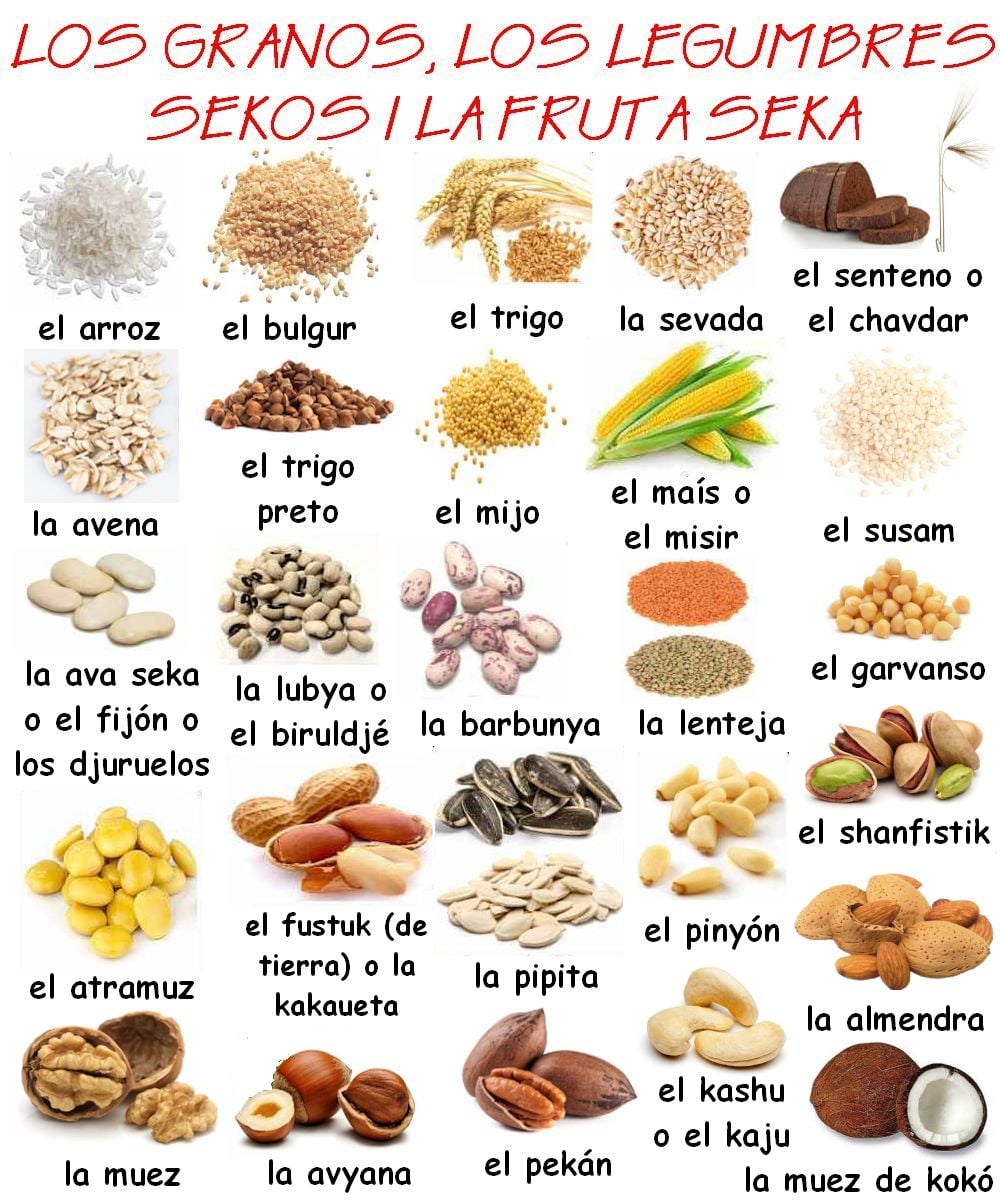 LOS GRANOS, LOS LEGUMBRES
SEKOS I LA FRUTA SEKA
el arroz
el bulgur
el trigo
la sevada
el senteno o
el chavdar
la avena
el trigo
preto
el mijo
el maís o
el misir
el susam
la ava seka
o el fijón o
los djuruelos
la lubya o
el biruldjé
la barbunya
la lenteja
el garvanso
el atramuz
el fustuk (de
tierra) o la
kakaueta
la pipita
el pinyón
el shanfistik
la almendra
la muez
la avyana
el pekán
el kashu
o el kaju
la muez de kokó